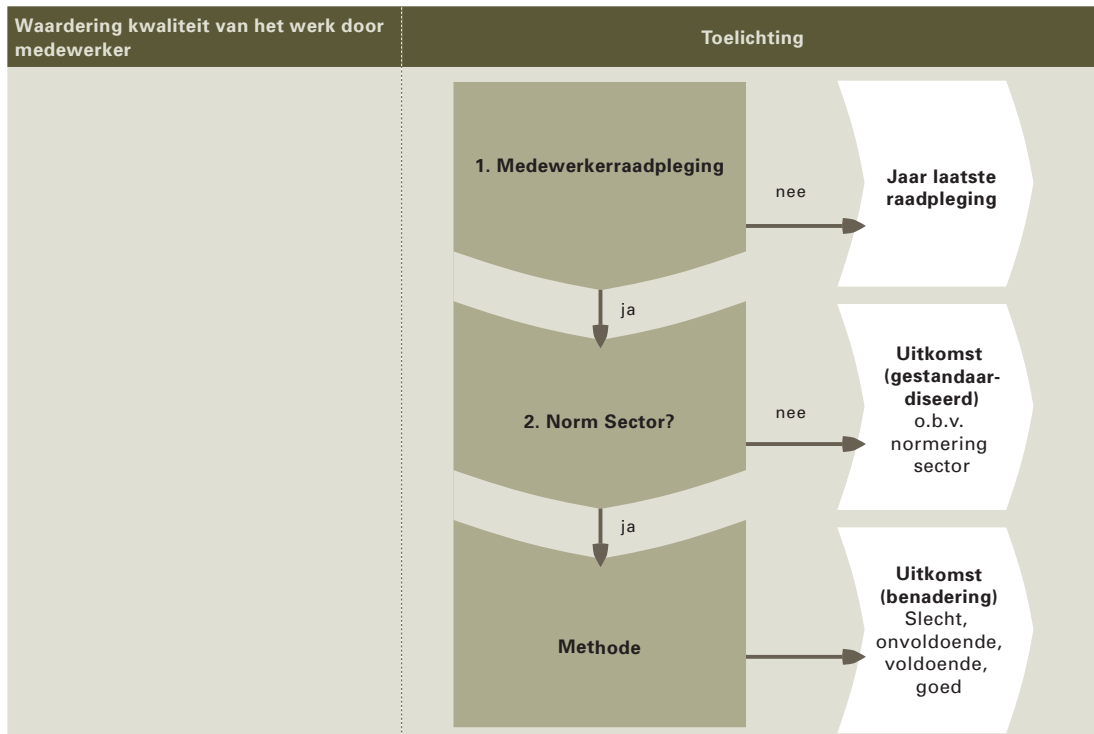 Waardering kwaliteit van het werk door
medewerker
Toelichting
1. Medewerkerraadpleging
nee
Jaar laatste
raadpleging
ja
2. Norm Sector?
nee
Uitkomst
(gestandaar-
diseerd)
o.b.v.
normering
sector
ja
Methode
Uitkomst
(benadering)
Slecht,
onvoldoende,
voldoende,
goed